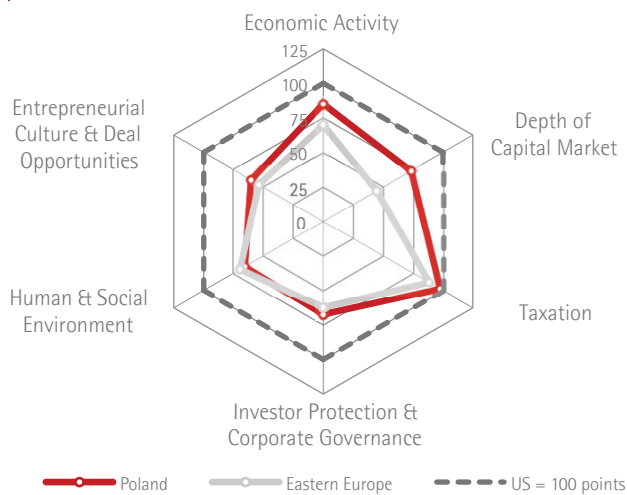 Economic Activity
125
100
75
50
25
0
Entrepreneurial
Culture & Deal
Opportunities
Depth of
Capital Market
Human & Social
Environment
Taxation
Investor Protection &
Corporate Governance
Poland
Eastern Europe
US = 100 points